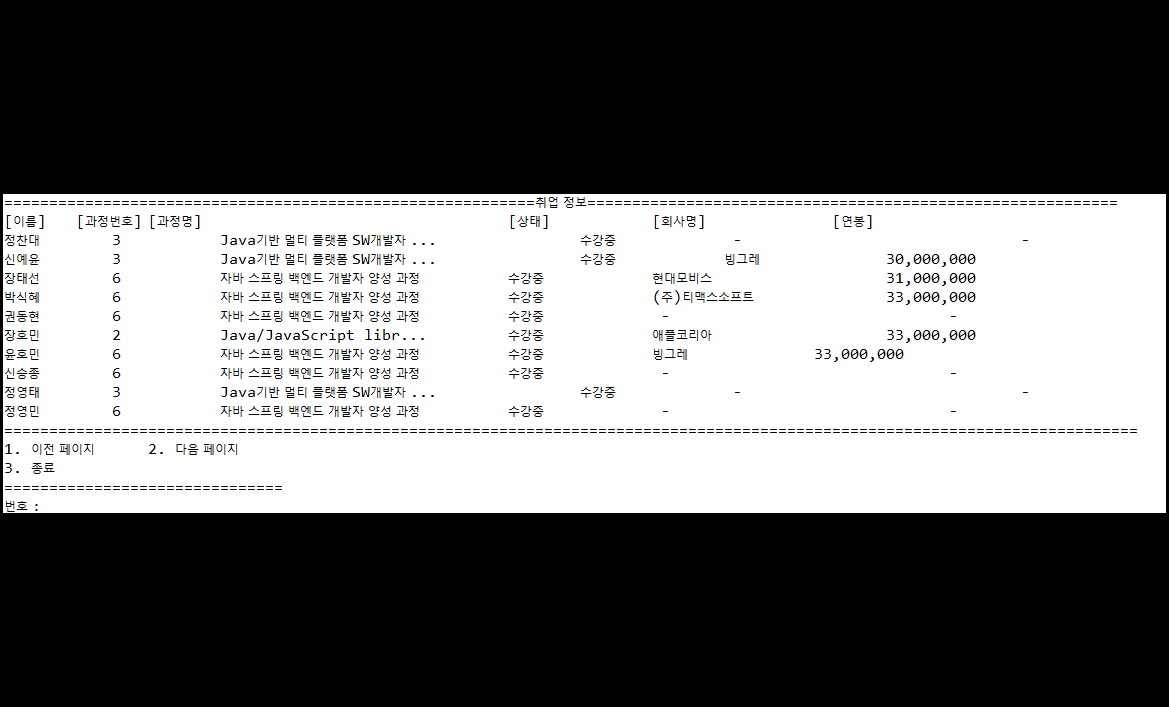 ===========================================================취업 정보===========================================================
[이름] [과정번호] [과정명] [상태] [회사명] [연봉]
정찬대 3 Java기반 멀티 플랫폼 SW개발자 ... 수강중 - -
신예윤 3 Java기반 멀티 플랫폼 SW개발자 ... 수강중 빙그레 30,000,000
장태선 6 자바 스프링 백엔드 개발자 양성 과정 수강중 현대모비스 31,000,000
박식혜 6 자바 스프링 백엔드 개발자 양성 과정 수강중 (주)티맥스소프트 33,000,000
권동현 6 자바 스프링 백엔드 개발자 양성 과정 수강중 - -
장호민 2 Java/JavaScript libr... 수강중 애플코리아 33,000,000
윤호민 6 자바 스프링 백엔드 개발자 양성 과정 수강중 빙그레 33,000,000
신승종 6 자바 스프링 백엔드 개발자 양성 과정 수강중 - -
정영태 3 Java기반 멀티 플랫폼 SW개발자 ... 수강중 - -
정영민 6 자바 스프링 백엔드 개발자 양성 과정 수강중 - -
==============================================================================================================================
1. 이전 페이지 2. 다음 페이지
3. 종료
===============================
번호 :